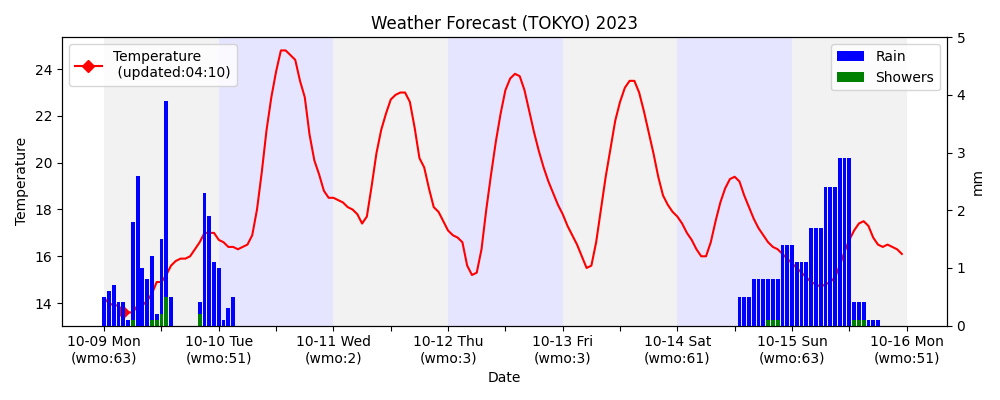 Weather Forecast (TOKYO) 2023
Temperature
(updated:04:10)
Rain
Showers
Temperature
24
22
20
18
16
14
5
4
3
2
1
0
mm
10-09 Mon
(wmo:63)
10-10 Tue
(wmo:51)
10-11 Wed
(wmo:2)
10-12 Thu
(wmo:3)
10-13 Fri
(wmo:3)
10-14 Sat
(wmo:61)
10-15 Sun
(wmo:63)
10-16 Mon
(wmo:51)
Date